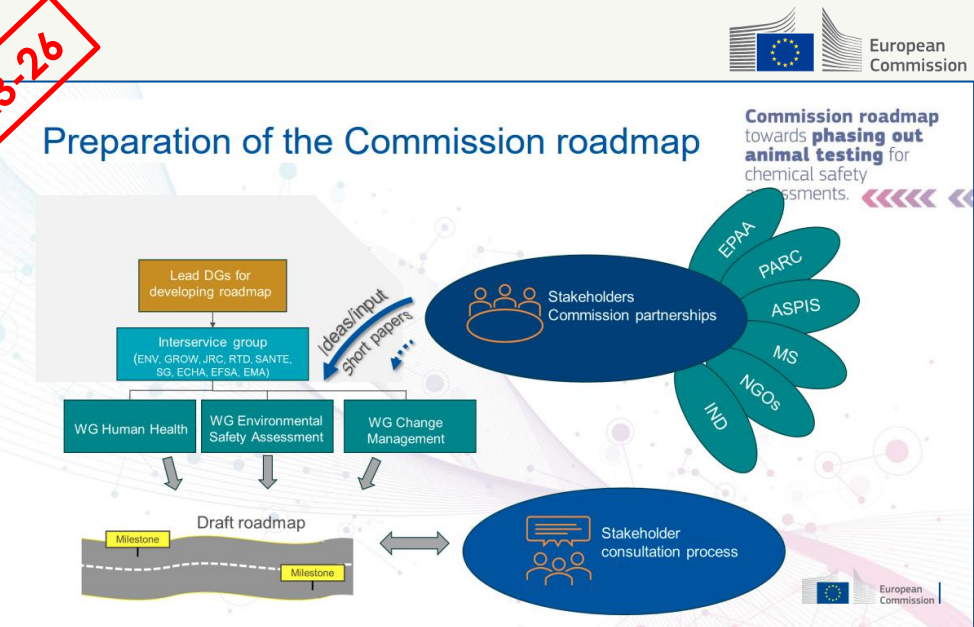 European
Commission
Preparation of the Commission roadmap
Commission roadmap
towards phasing out
animal testing for
chemical safety
Lead DGs for
developing roadmap
Interservice group
(ENV, GROW, JRC, RTD, SANTE,
SG, ECHA, EFSA, EMA)
WG Human Health
WG Environmental
Safety Assessment
WG Change
Management
Ideas/input
short papers
Stakeholders
Commission partnerships
EPAA
PARC
ASPIS
MS
NGOs
IND
Draft roadmap
Milestone
Milestone
Stakeholder
consultation process
European
Commission